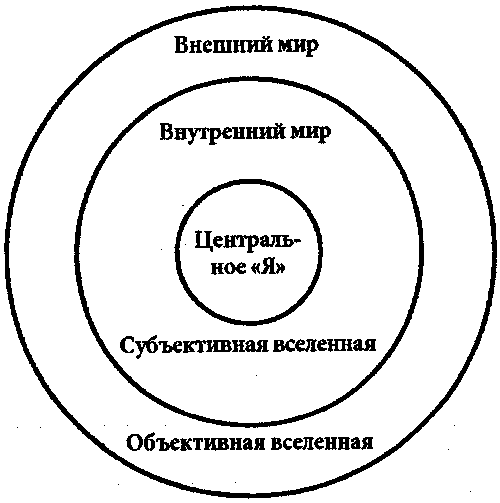 Внешний мир
Внутренний мир
Централь-
ное «Я»
Субъективная вселенная
Объективная вселенная